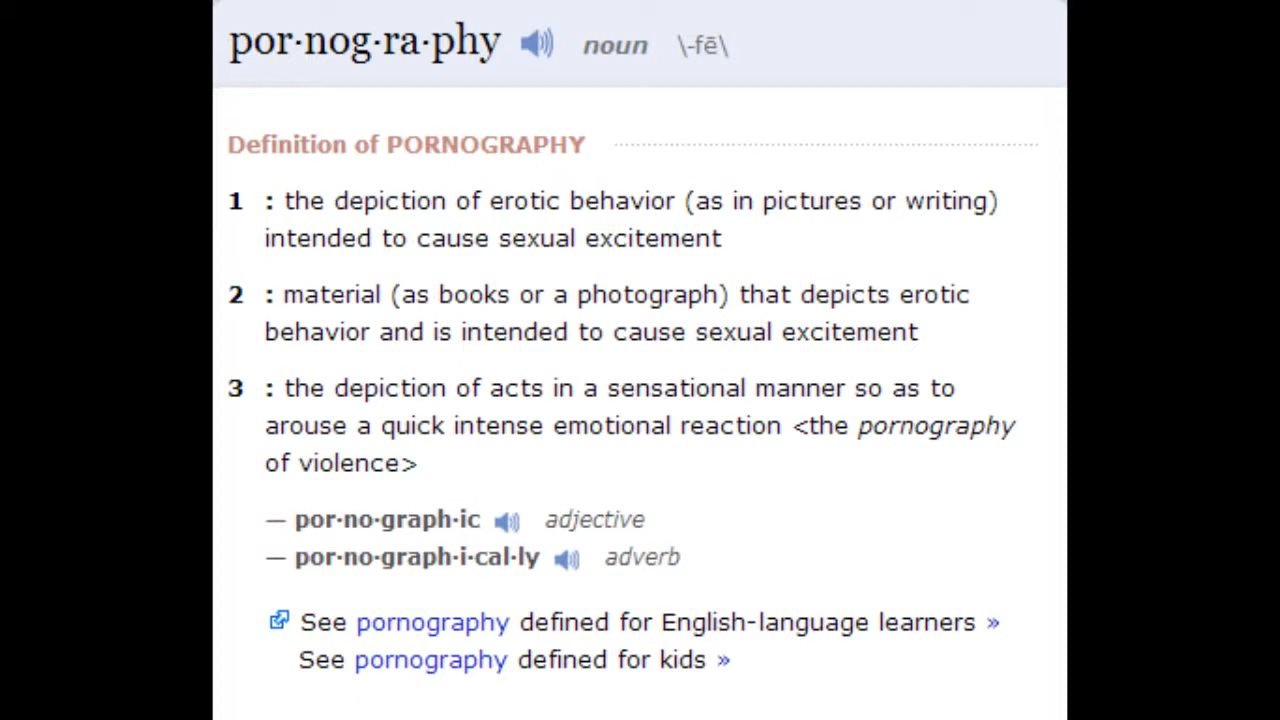 por·nog·ra·phy noun \-fē\
Definition of PORNOGRAPHY
1 : the depiction of erotic behavior (as in pictures or writing)
intended to cause sexual excitement
2 : material (as books or a photograph) that depicts erotic
behavior and is intended to cause sexual excitement
3 : the depiction of acts in a sensational manner so as to
arouse a quick intense emotional reaction <the pornography
of violence>
— por·no·graph·ic adjective
— por·no·graph·i·cal·ly adverb
See pornography defined for English-language learners »
See pornography defined for kids »